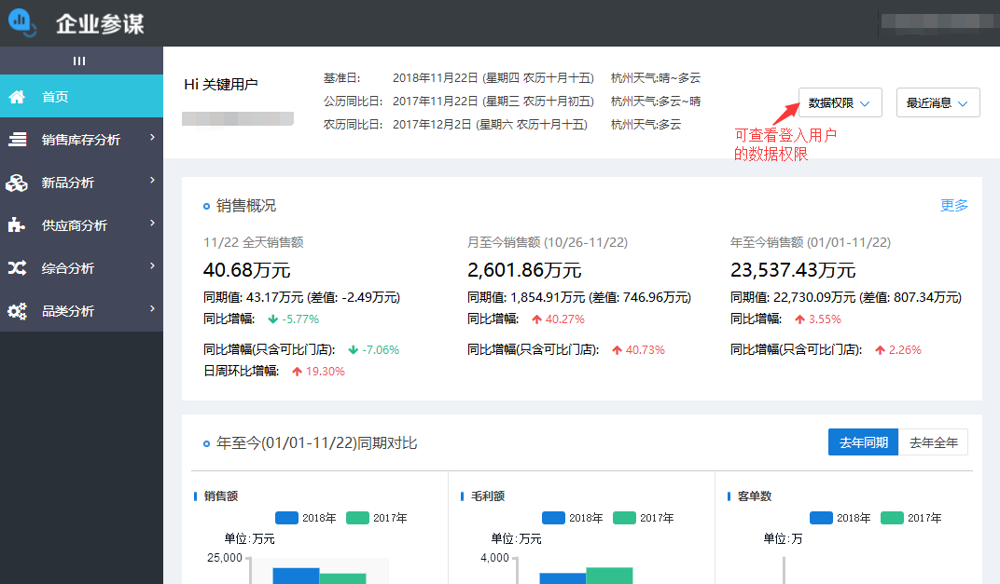 企业参谋
首页
销售库存分析
新品分析
供应商分析
综合分析
品类分析
Hi 关键用户
基准日: 2018年11月22日 (星期四 农历十月十五) 杭州天气:晴~多云
公历同比日: 2017年11月22日 (星期三 农历十月初五) 杭州天气:多云~晴
农历同比日: 2017年12月2日 (星期六 农历十月十五) 杭州天气:多云
数据权限
最近消息
可查看登入用户
的数据权限
销售概况
更多
11/22 全天销售额
40.68万元
同期值: 43.17万元 (差值: -2.49万元)
同比增幅: -5.77%
同比增幅(只含可比门店): -7.06%
日周环比增幅: 19.30%
月至今销售额 (10/26-11/22)
2,601.86万元
同期值: 1,854.91万元 (差值: 746.96万元)
同比增幅: 40.27%
同比增幅(只含可比门店): 40.73%
年至今销售额 (01/01-11/22)
23,537.43万元
同期值: 22,730.09万元 (差值: 807.34万元)
同比增幅: 3.55%
同比增幅(只含可比门店): 2.26%
年至今(01/01-11/22)同期对比
去年同期
去年全年
销售额
2018年 2017年
单位:万元
25,000
毛利额
2018年 2017年
单位:万元
4,000
客单数
2018年 2017年
单位:万